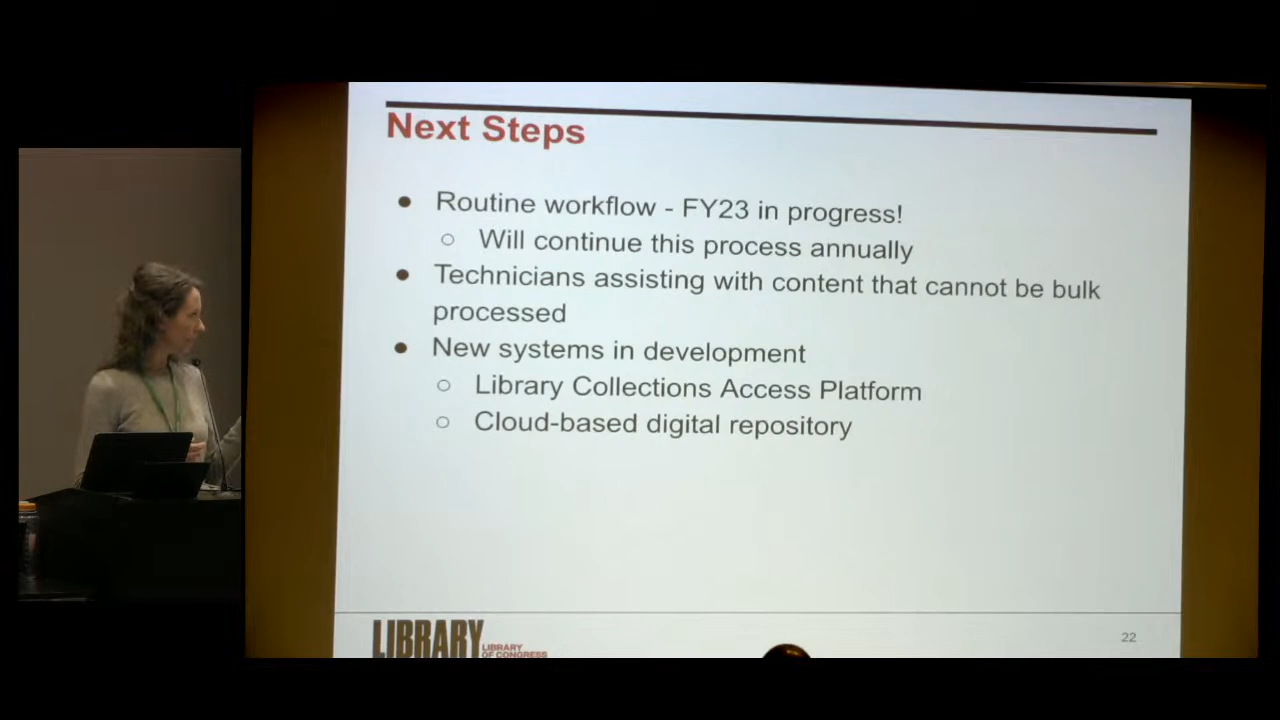 Next Steps
● Routine workflow - FY23 in progress!
○ Will continue this process annually
● Technicians assisting with content that cannot be bulk
processed
● New systems in development
○ Library Collections Access Platform
○ Cloud-based digital repository
LIBRARY
LIBRARY
OF CONGRESS
22